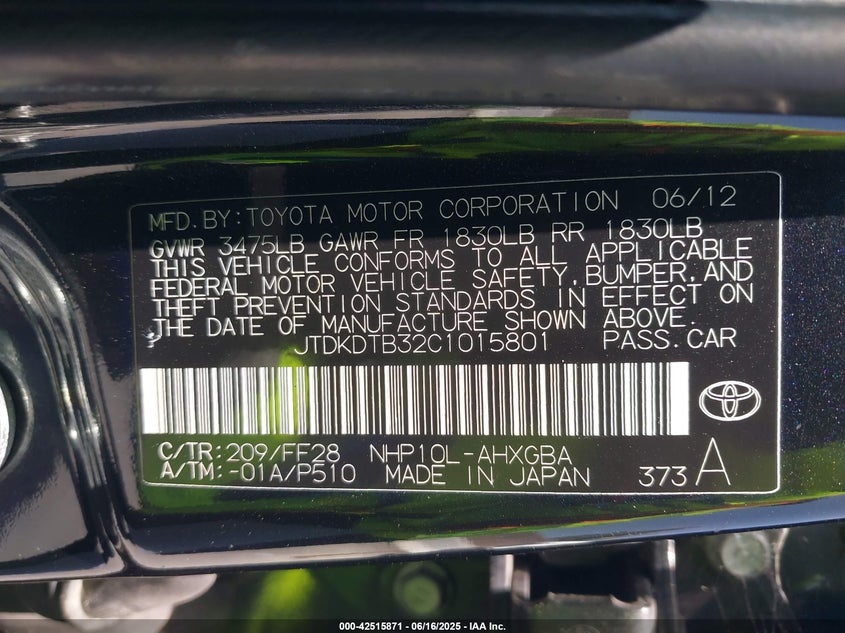 MFD.BY:TOYOTA MOTOR CORPORATION 06/12
GVWR 3475LB GAWR FR 1830LB RR 1830LB
THIS VEHICLE CONFORMS TO ALL APPLICABLE
FEDERAL MOTOR VEHICLE SAFETY,BUMPER,AND
THEFT PREVENTION STANDARDS IN EFFECT ON
THE DATE OF MANUFACTURE SHOWN ABOVE.
JTDKDTB32C1015801 PASS.CAR
C/TR:209/FF28 NHP10L-AHXGBA
A/TM:-01A/P510 MADE IN JAPAN 373 A
000-42515871 - 06/16/2025 - IAA Inc.